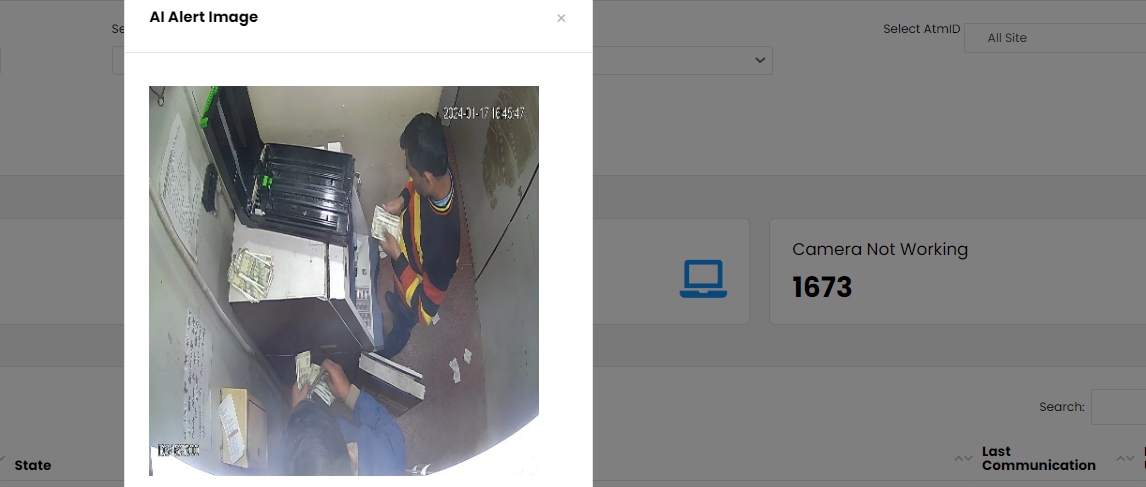 AI Alert Image
×
Se
Select AtmID
All Site
2024-01-17 16:45:47
Camera Not Working
1673
Search:
State
Last
Communication